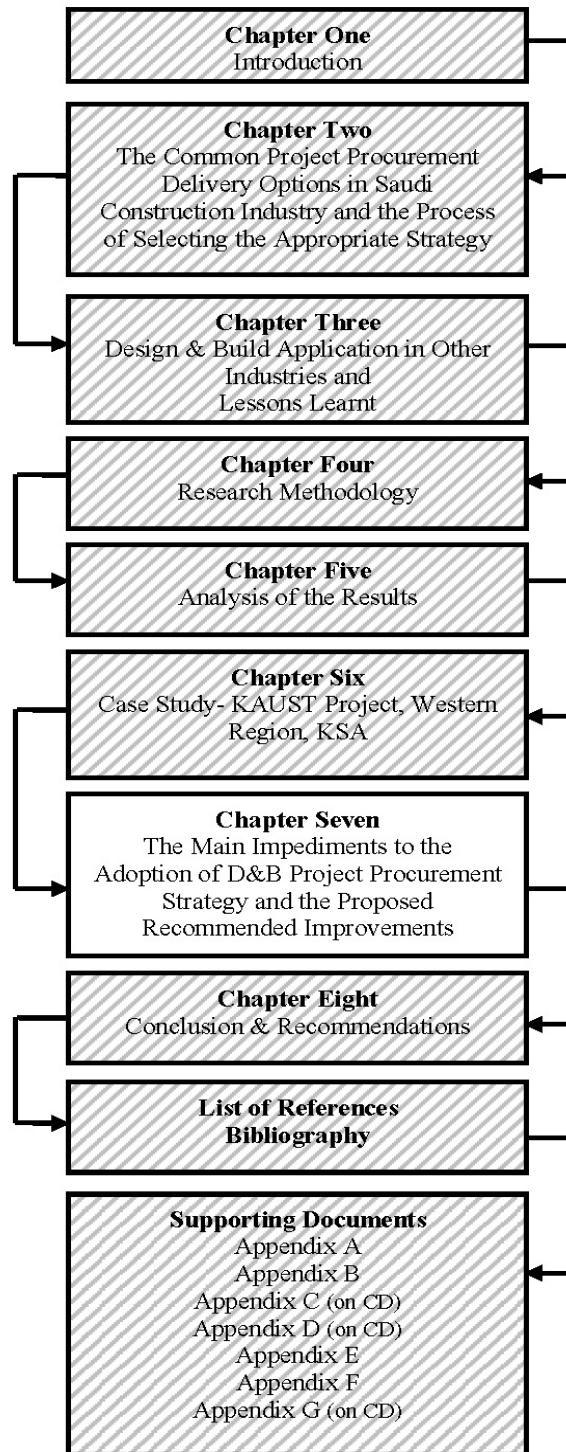 Chapter One
Introduction
Chapter Two
The Common Project Procurement
Delivery Options in Saudi
Construction Industry and the Process
of Selecting the Appropriate Strategy
Chapter Three
Design & Build Application in Other
Industries and
Lessons Learnt
Chapter Four
Research Methodology
Chapter Five
Analysis of the Results
Chapter Six
Case Study- KAUST Project, Western
Region, KSA
Chapter Seven
The Main Impediments to the
Adoption of D&B Project Procurement
Strategy and the Proposed
Recommended Improvements
Chapter Eight
Conclusion & Recommendations
List of References
Bibliography
Supporting Documents
Appendix A
Appendix B
Appendix C (on CD)
Appendix D (on CD)
Appendix E
Appendix F
Appendix G (on CD)